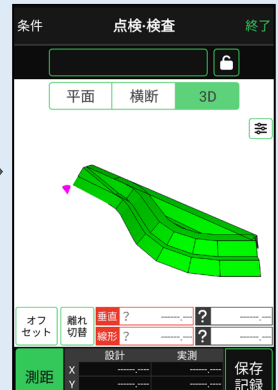 条件 点検·検査 終了
平面 横断 3D
オフセット 離れ切替 垂直 ? ------.--- ? ------.---
線形 ? ------.--- ? ------.---
設計 実測
測距 X ------.---- ------.---- 保存記録
Y ------.---- ------.----